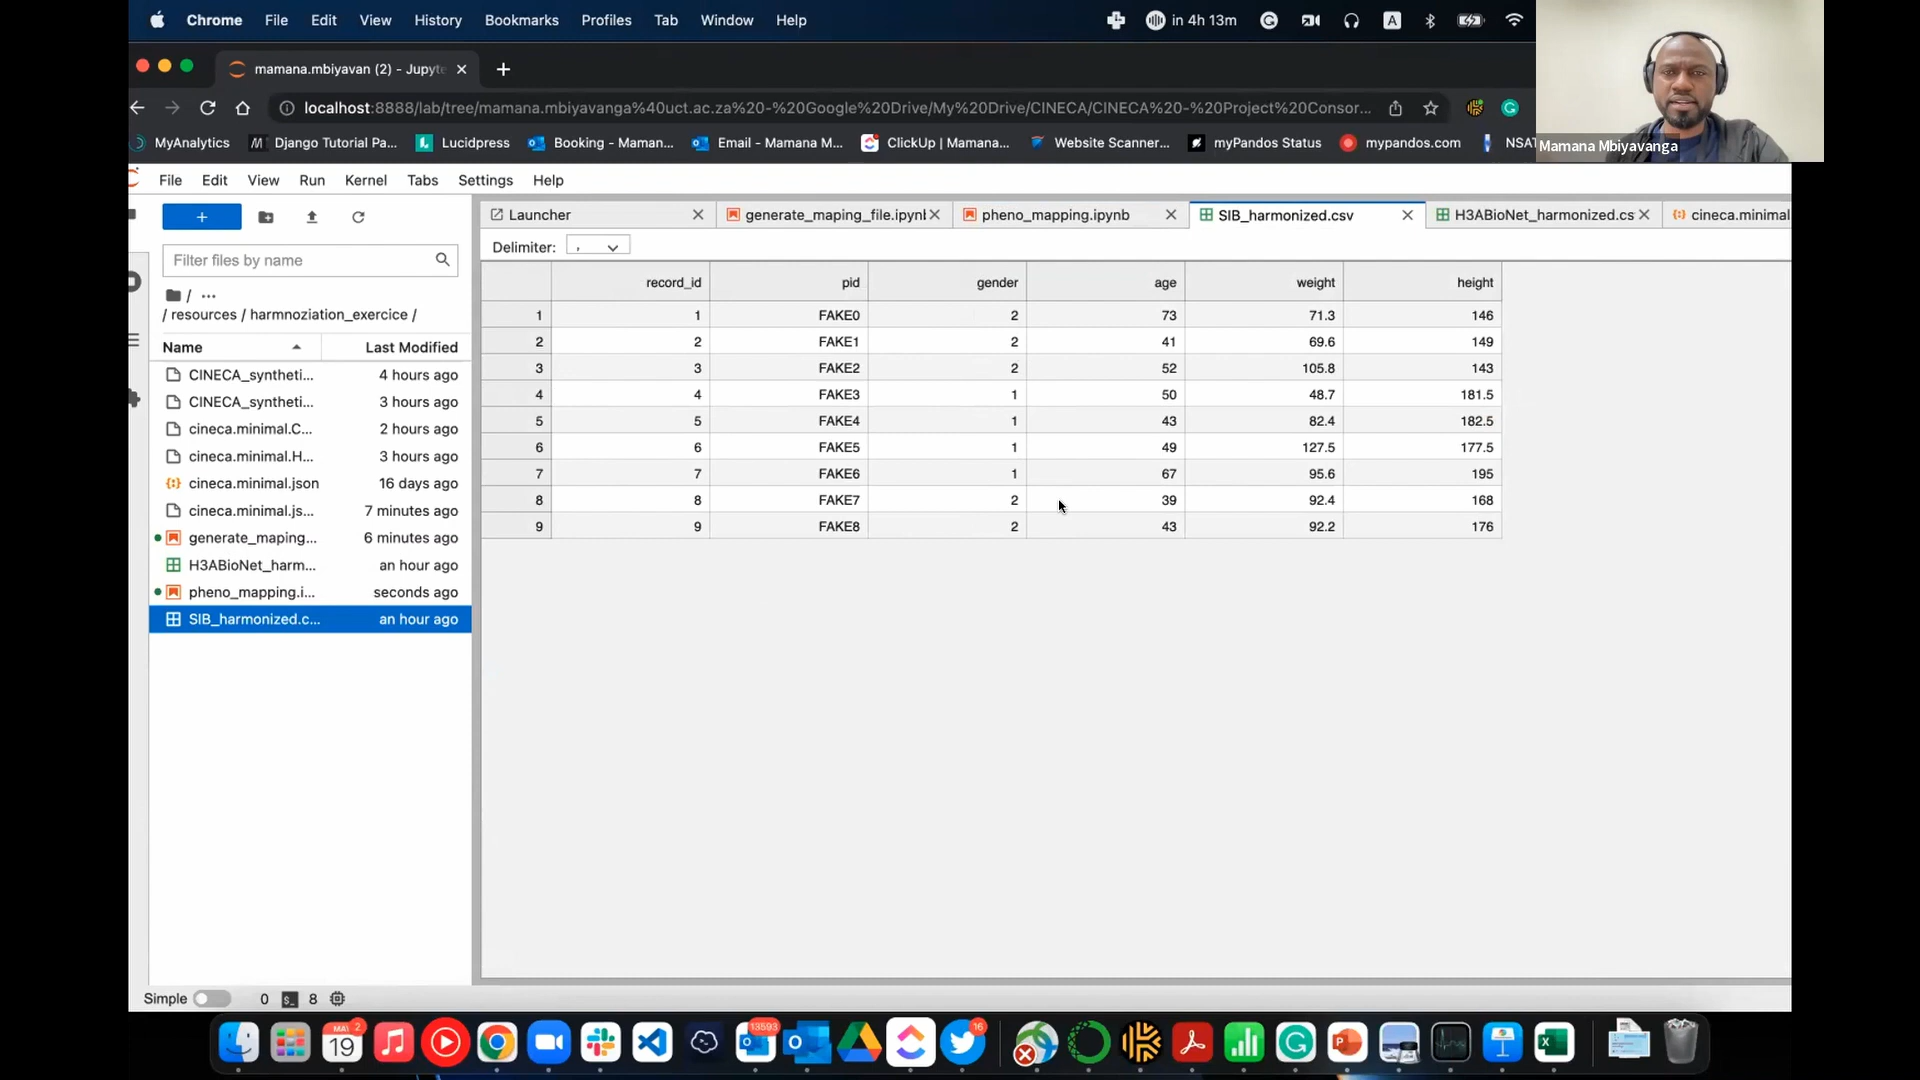 Chrome File Edit View History Bookmarks Profiles Tab Window Help in 4h 13m A
mamana.mbiyavan (2) - Jupyte
localhost:8888/lab/tree/mamana.mbiyavanga%40uct.ac.za%20-%20Google%20Drive/My%20Drive/CINECA/CINECA%20-%20Project%20Consor...
MyAnalytics Django Tutorial Pa... Lucidpress Booking - Maman... Email - Mamana M... ClickUp | Mamana... Website Scanner... myPandos Status mypandos.com NSAT
Mamana Mbiyavanga
File Edit View Run Kernel Tabs Settings Help
Launcher generate_maping_file.ipynl pheno_mapping.ipynb SIB_harmonized.csv H3ABioNet_harmonized.cs cineca.minimal
Delimiter: ,
Filter files by name
/ ...
/ resources / harmnoziation_exercice /
Name Last Modified
CINECA_syntheti... 4 hours ago
CINECA_syntheti... 3 hours ago
cineca.minimal.C... 2 hours ago
cineca.minimal.H... 3 hours ago
cineca.minimal.json 16 days ago
cineca.minimal.js... 7 minutes ago
generate_maping... 6 minutes ago
H3ABioNet_harm... an hour ago
pheno_mapping.i... seconds ago
SIB_harmonized.c... an hour ago
record_id pid gender age weight height
1 1 FAKE0 2 73 71.3 146
2 2 FAKE1 2 41 69.6 149
3 3 FAKE2 2 52 105.8 143
4 4 FAKE3 1 50 48.7 181.5
5 5 FAKE4 1 43 82.4 182.5
6 6 FAKE5 1 49 127.5 177.5
7 7 FAKE6 1 67 95.6 195
8 8 FAKE7 2 39 92.4 168
9 9 FAKE8 2 43 92.2 176
Simple 0 8
2
19
13593
16